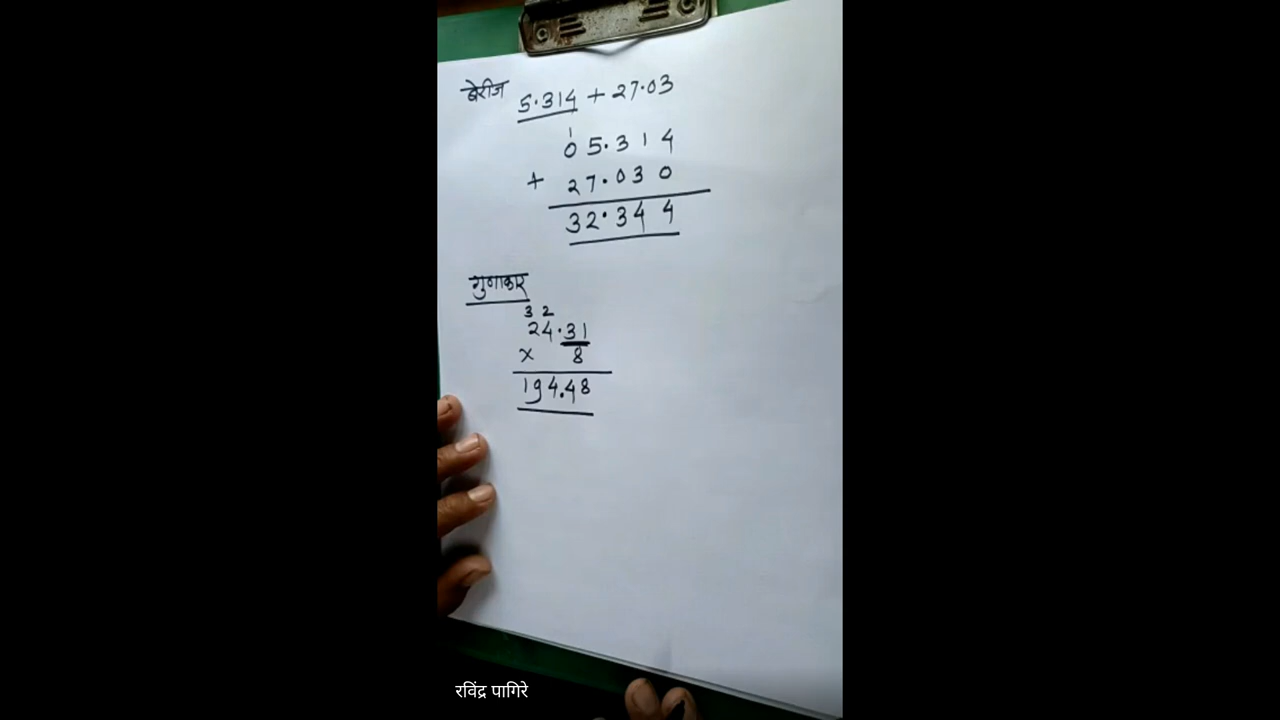 बेरीज 5.314 + 27.03
1
05.314
+ 27.030
32.344
गुणाकार
3 2
24.31
x 8
194.48
रविंद्र पागिरे